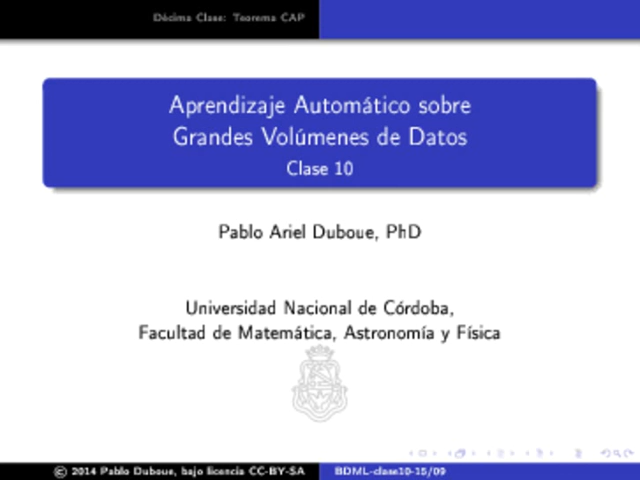 Décima Clase: Teorema CAP
Aprendizaje Automático sobre
Grandes Volúmenes de Datos
Clase 10
Pablo Ariel Duboue, PhD
Universidad Nacional de Córdoba,
Facultad de Matemática, Astronomía y Física
© 2014 Pablo Duboue, bajo licencia CC-BY-SA
BDML-clase10-15/09